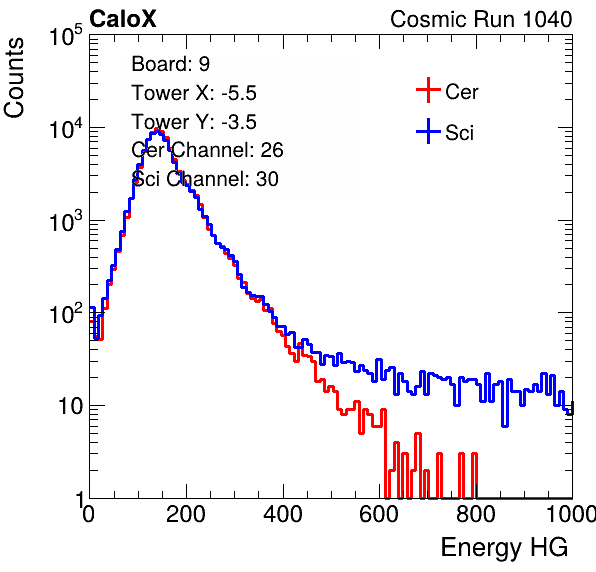 CaloX Cosmic Run 1040
Counts
10^5
10^4
10^3
10^2
10
1
Board: 9
Tower X: -5.5
Tower Y: -3.5
Cer Channel: 26
Sci Channel: 30
Cer
Sci
0 200 400 600 800 1000
Energy HG